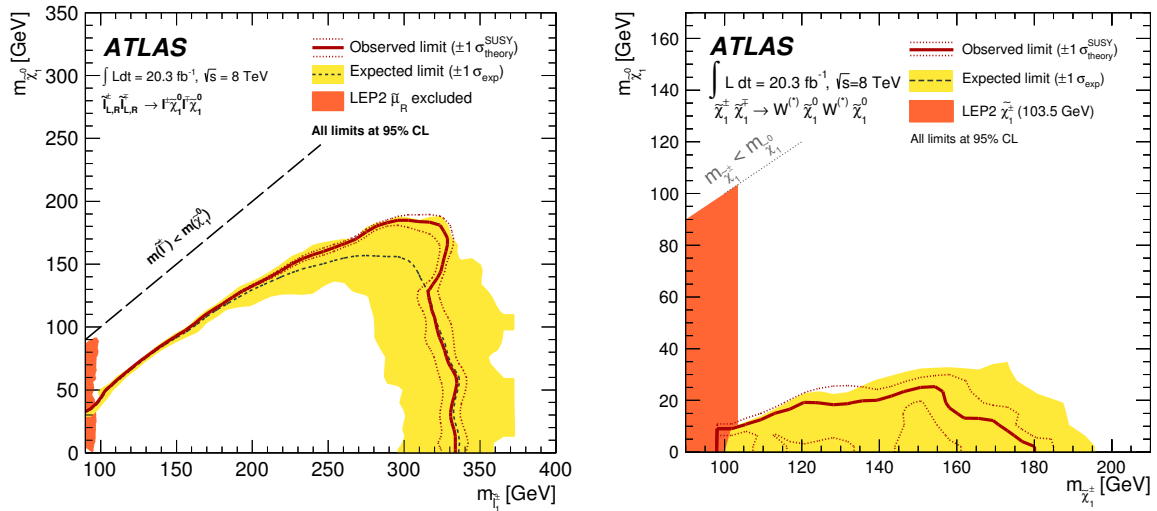 ATLAS
∫ Ldt = 20.3 fb⁻¹, √s = 8 TeV
l̃±L,R l̃∓L,R → l±χ̃⁰₁l∓χ̃⁰₁
Observed limit (±1 σ SUSY theory)
Expected limit (±1 σexp)
LEP2 μ̃R excluded
All limits at 95% CL
m(l̃) < m(χ̃⁰₁)
mχ̃⁰₁ [GeV]
350
300
250
200
150
100
50
0
100 150 200 250 300 350 400
ml̃±₁ [GeV]
ATLAS
∫ L dt = 20.3 fb⁻¹, √s=8 TeV
χ̃±₁ χ̃∓₁ → W(*) χ̃⁰₁ W(*) χ̃⁰₁
Observed limit (±1 σ SUSY theory)
Expected limit (±1 σexp)
LEP2 χ̃±₁ (103.5 GeV)
All limits at 95% CL
mχ̃±₁ < mχ̃⁰₁
mχ̃⁰₁ [GeV]
160
140
120
100
80
60
40
20
0
100 120 140 160 180 200
mχ̃±₁ [GeV]